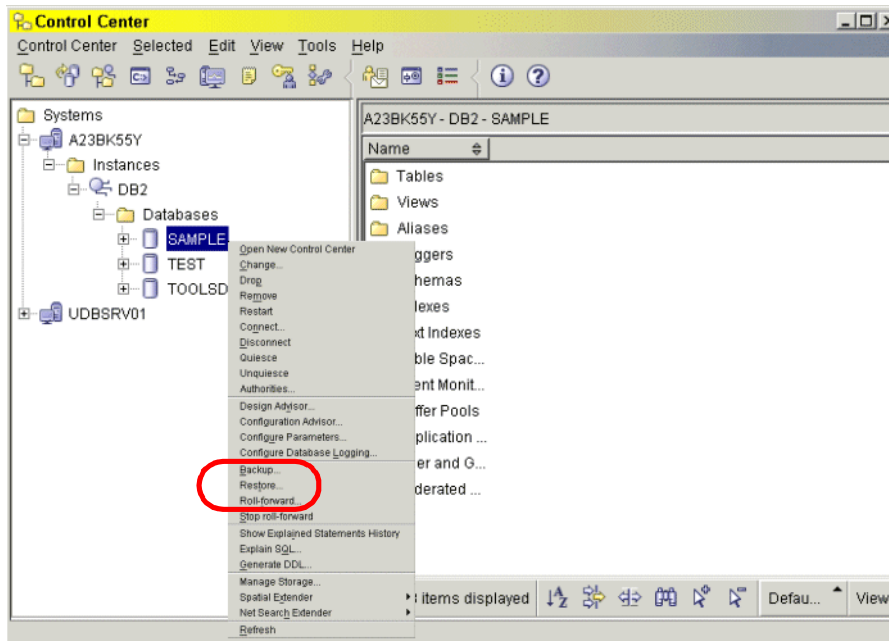 Control Center
Control Center Selected Edit View Tools Help
Systems
A23BK55Y
Instances
DB2
Databases
SAMPLE
TEST
TOOLSD
UDBSRV01
A23BK55Y - DB2 - SAMPLE
Name
Tables
Views
Aliases
ggers
hemas
lexes
xt Indexes
ble Spac...
ent Monit...
ffer Pools
plication ...
er and G...
derated ...
Open New Control Center
Change...
Drop
Remove
Restart
Connect...
Disconnect
Quiesce
Unquiesce
Authorities...
Design Advisor...
Configuration Advisor...
Configure Parameters...
Configure Database Logging...
Backup...
Restore...
Roll-forward...
Stop roll-forward
Show Explained Statements History
Explain SQL...
Generate DDL...
Manage Storage...
Spatial Extender
Net Search Extender
Refresh
items displayed
Defau...
View